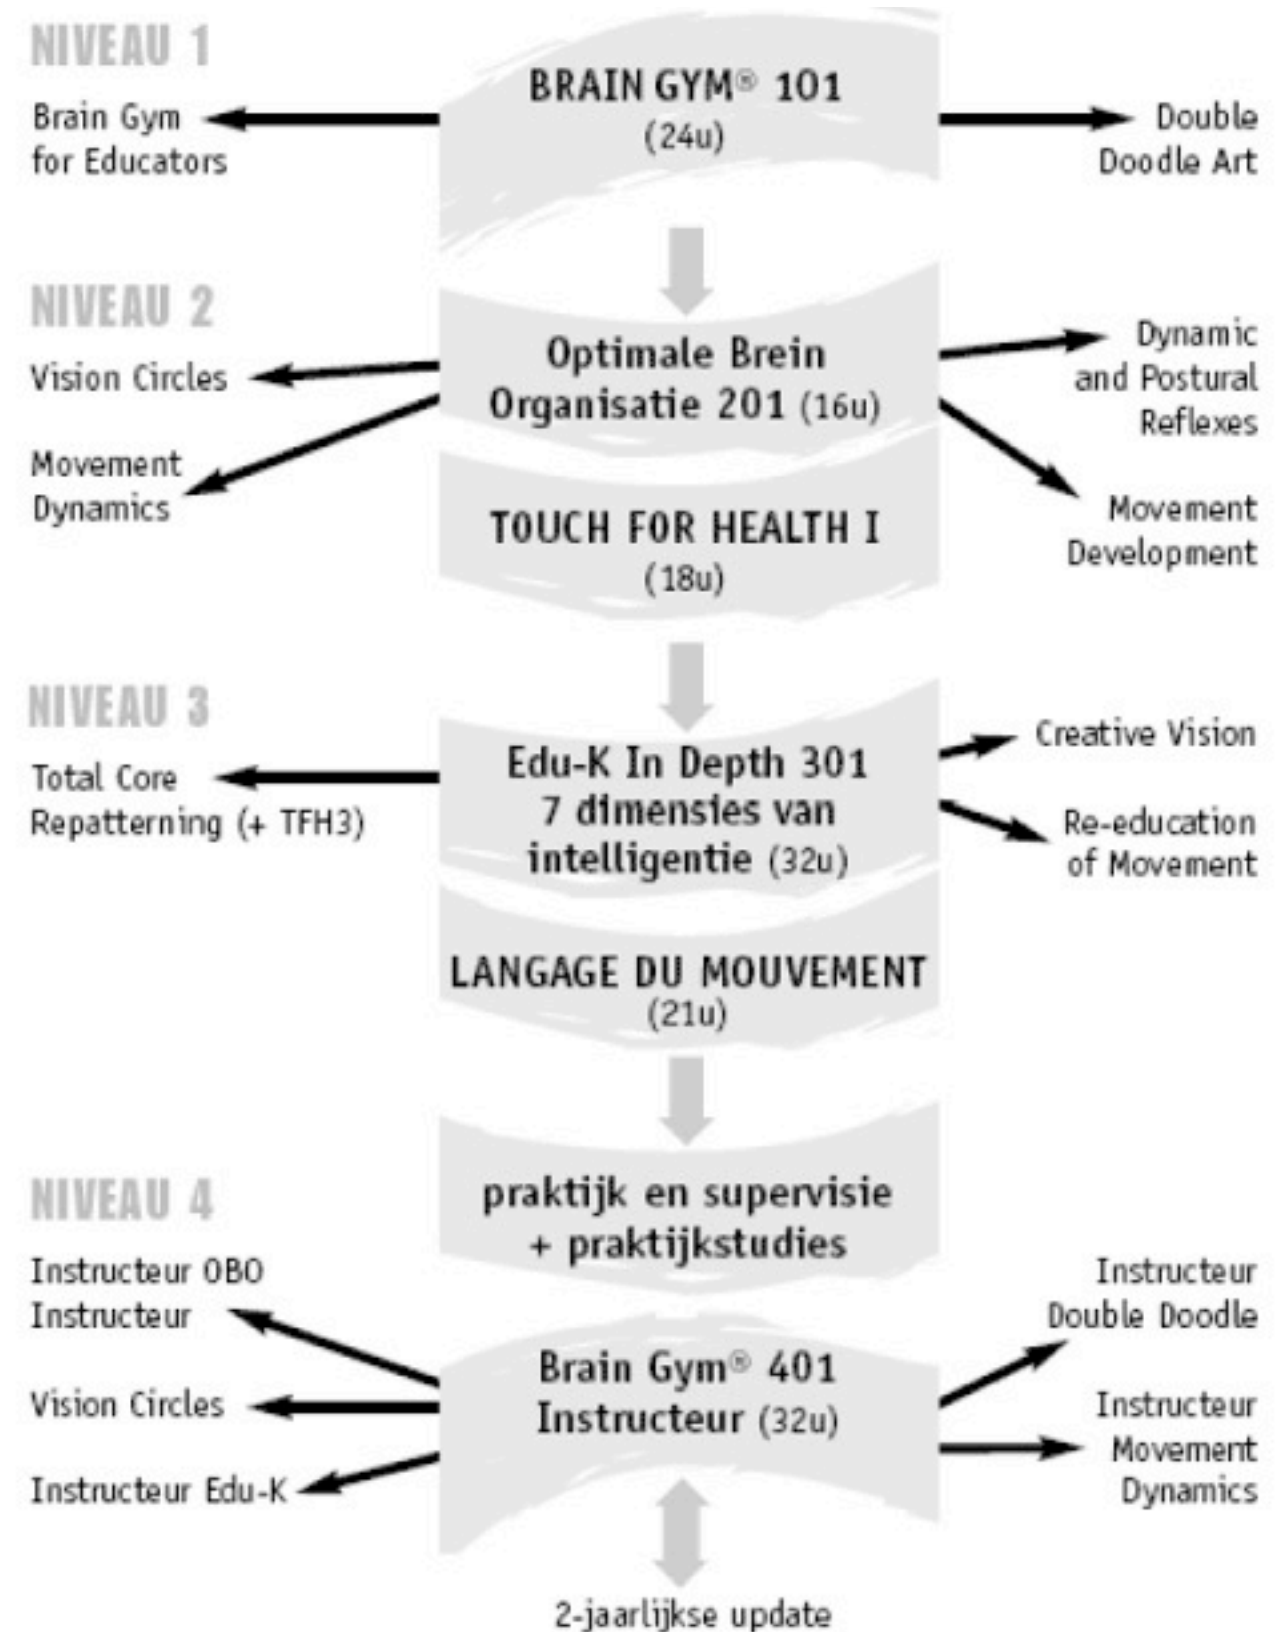 NIVEAU 1
BRAIN GYM® 101
(24u)
Brain Gym
for Educators
Double
Doodle Art
NIVEAU 2
Optimale Brein
Organisatie 201 (16u)
Vision Circles
Movement
Dynamics
Dynamic
and Postural
Reflexes
Movement
Development
TOUCH FOR HEALTH I
(18u)
NIVEAU 3
Edu-K In Depth 301
7 dimensies van
intelligentie (32u)
Total Core
Repatterning (+ TFH3)
Creative Vision
Re-education
of Movement
LANGAGE DU MOUVEMENT
(21u)
NIVEAU 4
praktijk en supervisie
+ praktijkstudies
Instructeur OBO
Instructeur
Vision Circles
Instructeur Edu-K
Brain Gym® 401
Instructeur (32u)
Instructeur
Double Doodle
Instructeur
Movement
Dynamics
2-jaarlijkse update